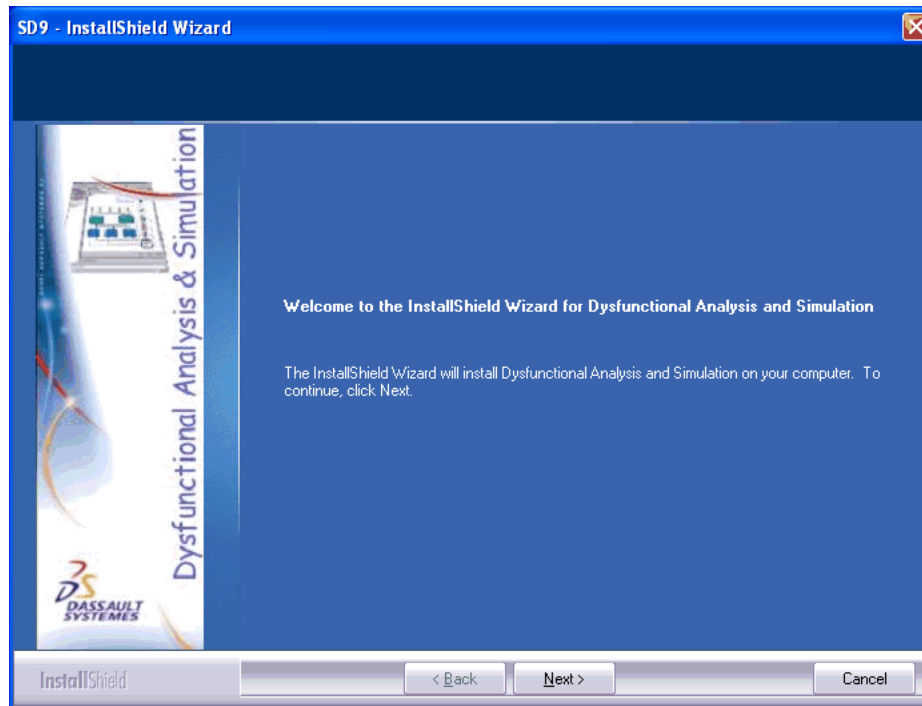 SD9 - InstallShield Wizard
Dysfunctional Analysis & Simulation
DASSAULT
SYSTEMES
Welcome to the InstallShield Wizard for Dysfunctional Analysis and Simulation
The InstallShield Wizard will install Dysfunctional Analysis and Simulation on your computer. To
continue, click Next.
InstallShield
< Back
Next >
Cancel